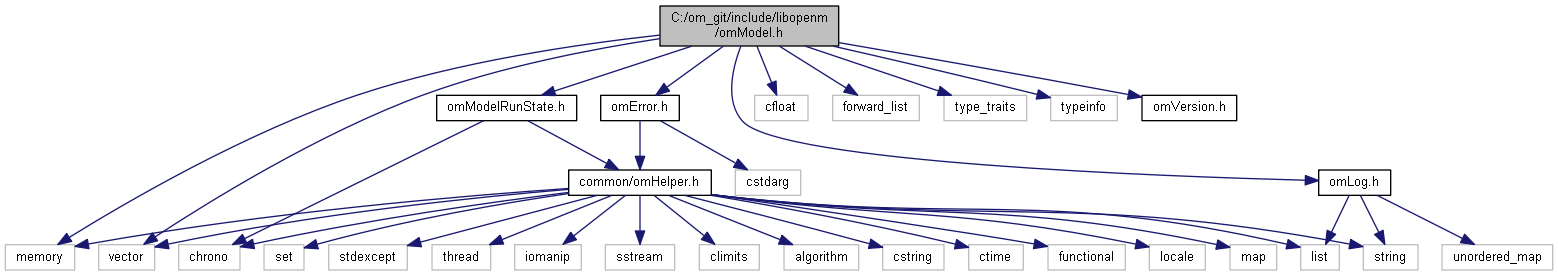 C:/om_git/include/libopenm
/omModel.h
omModelRunState.h
omError.h
cfloat
forward_list
type_traits
typeinfo
omVersion.h
common/omHelper.h
cstdarg
omLog.h
memory
vector
chrono
set
stdexcept
thread
iomanip
sstream
climits
algorithm
cstring
ctime
functional
locale
map
list
string
unordered_map